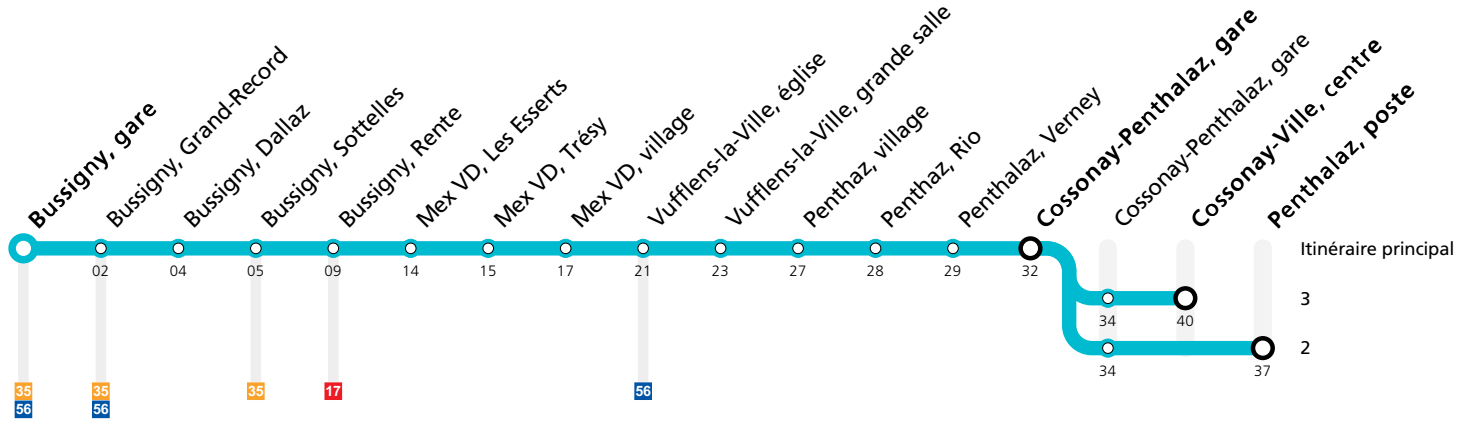 Bussigny, gare
Bussigny, Grand-Record
Bussigny, Dallaz
Bussigny, Sottelles
Bussigny, Rente
Mex VD, Les Esserts
Mex VD, Trésy
Mex VD, village
Vufflens-la-Ville, église
Vufflens-la-Ville, grande salle
Penthaz, village
Penthaz, Rio
Penthalaz, Verney
Cossonay-Penthalaz, gare
Cossonay-Penthalaz, gare
Cossonay-Ville, centre
Penthalaz, poste
Itinéraire principal
02 04 05 09 14 15 17 21 23 27 28 29 32
3
34 40
2
34 37
35 35 35 17 56
56 56